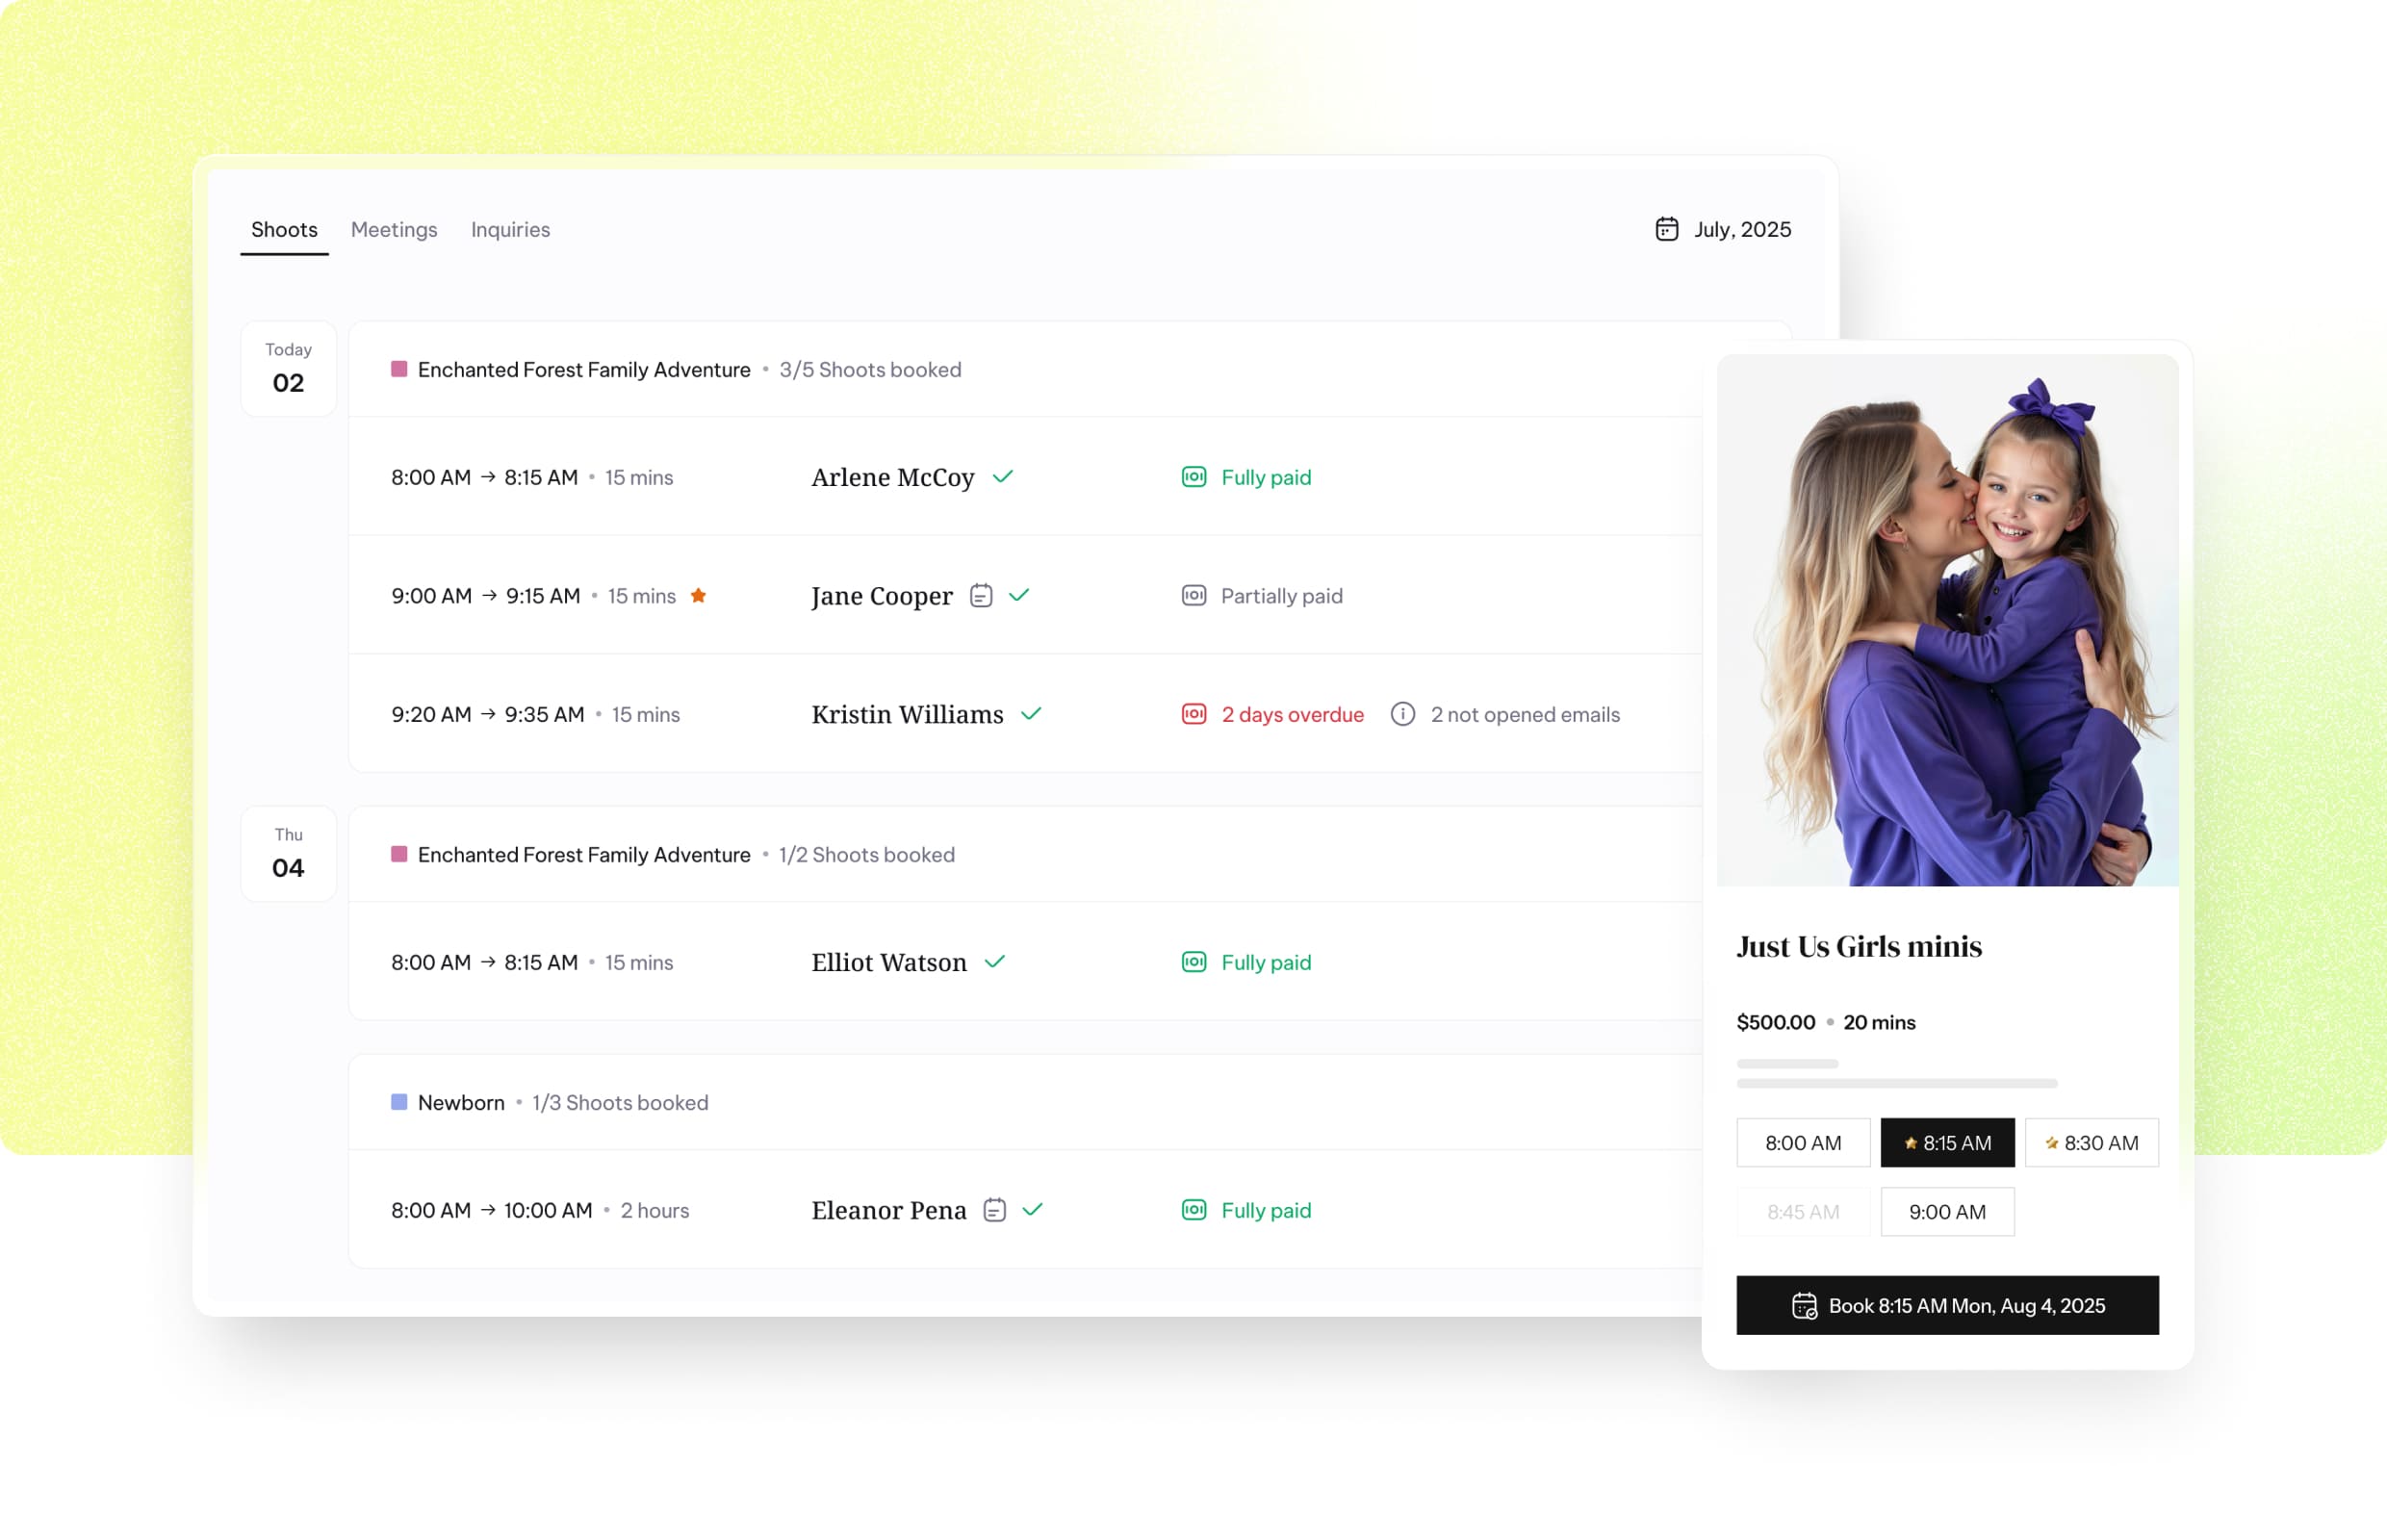 Shoots Meetings Inquiries July, 2025
Today
02
Enchanted Forest Family Adventure • 3/5 Shoots booked
8:00 AM → 8:15 AM • 15 mins Arlene McCoy Fully paid
9:00 AM → 9:15 AM • 15 mins Jane Cooper Partially paid
9:20 AM → 9:35 AM • 15 mins Kristin Williams 2 days overdue 2 not opened emails
Thu
04
Enchanted Forest Family Adventure • 1/2 Shoots booked
8:00 AM → 8:15 AM • 15 mins Elliot Watson Fully paid
Newborn • 1/3 Shoots booked
8:00 AM → 10:00 AM • 2 hours Eleanor Pena Fully paid
Just Us Girls minis
$500.00 • 20 mins
8:00 AM 8:15 AM 8:30 AM
8:45 AM 9:00 AM
Book 8:15 AM Mon, Aug 4, 2025